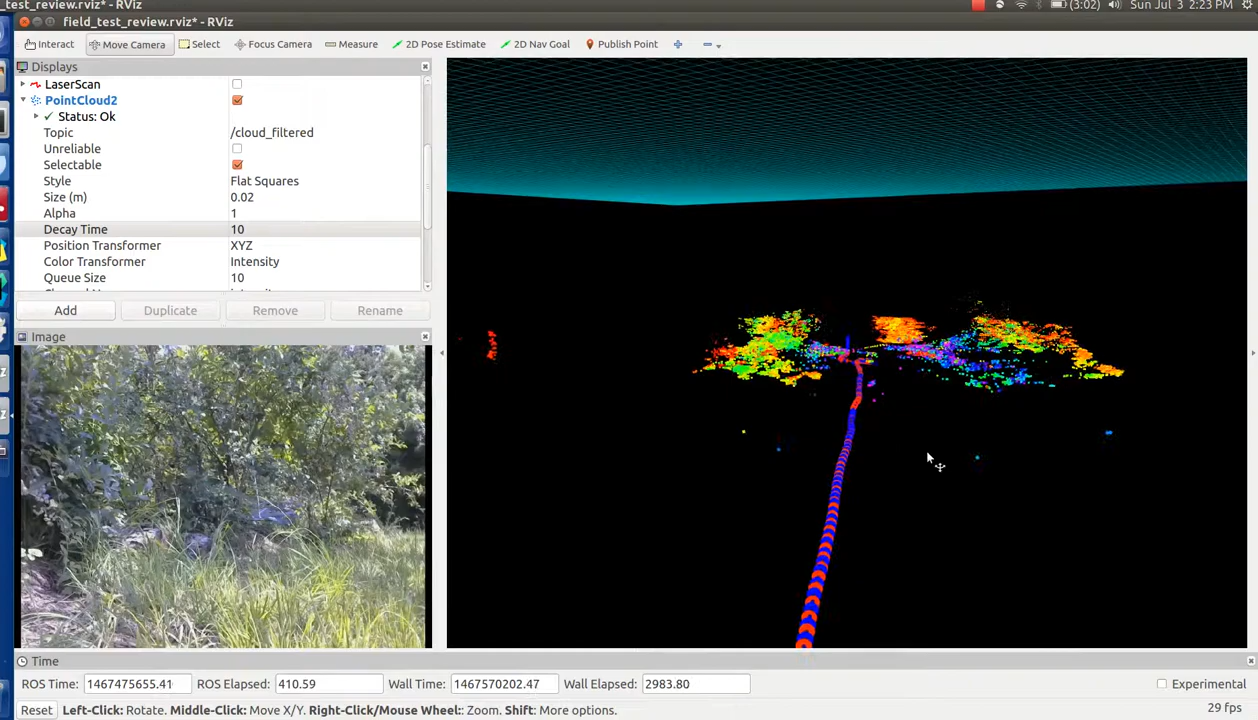 _test_review.rviz* - RViz
(3:02)
Sun Jul 3 2:23 PM
field_test_review.rviz* - RViz
Interact
Move Camera
Select
Focus Camera
Measure
2D Pose Estimate
2D Nav Goal
Publish Point
Displays
LaserScan
PointCloud2
Status: Ok
Topic /cloud_filtered
Unreliable
Selectable
Style Flat Squares
Size (m) 0.02
Alpha 1
Decay Time 10
Position Transformer XYZ
Color Transformer Intensity
Queue Size 10
Add
Duplicate
Remove
Rename
Image
Time
ROS Time: 1467475655.41
ROS Elapsed: 410.59
Wall Time: 1467570202.47
Wall Elapsed: 2983.80
Experimental
Reset
Left-Click: Rotate. Middle-Click: Move X/Y. Right-Click/Mouse Wheel:: Zoom. Shift: More options.
29 fps